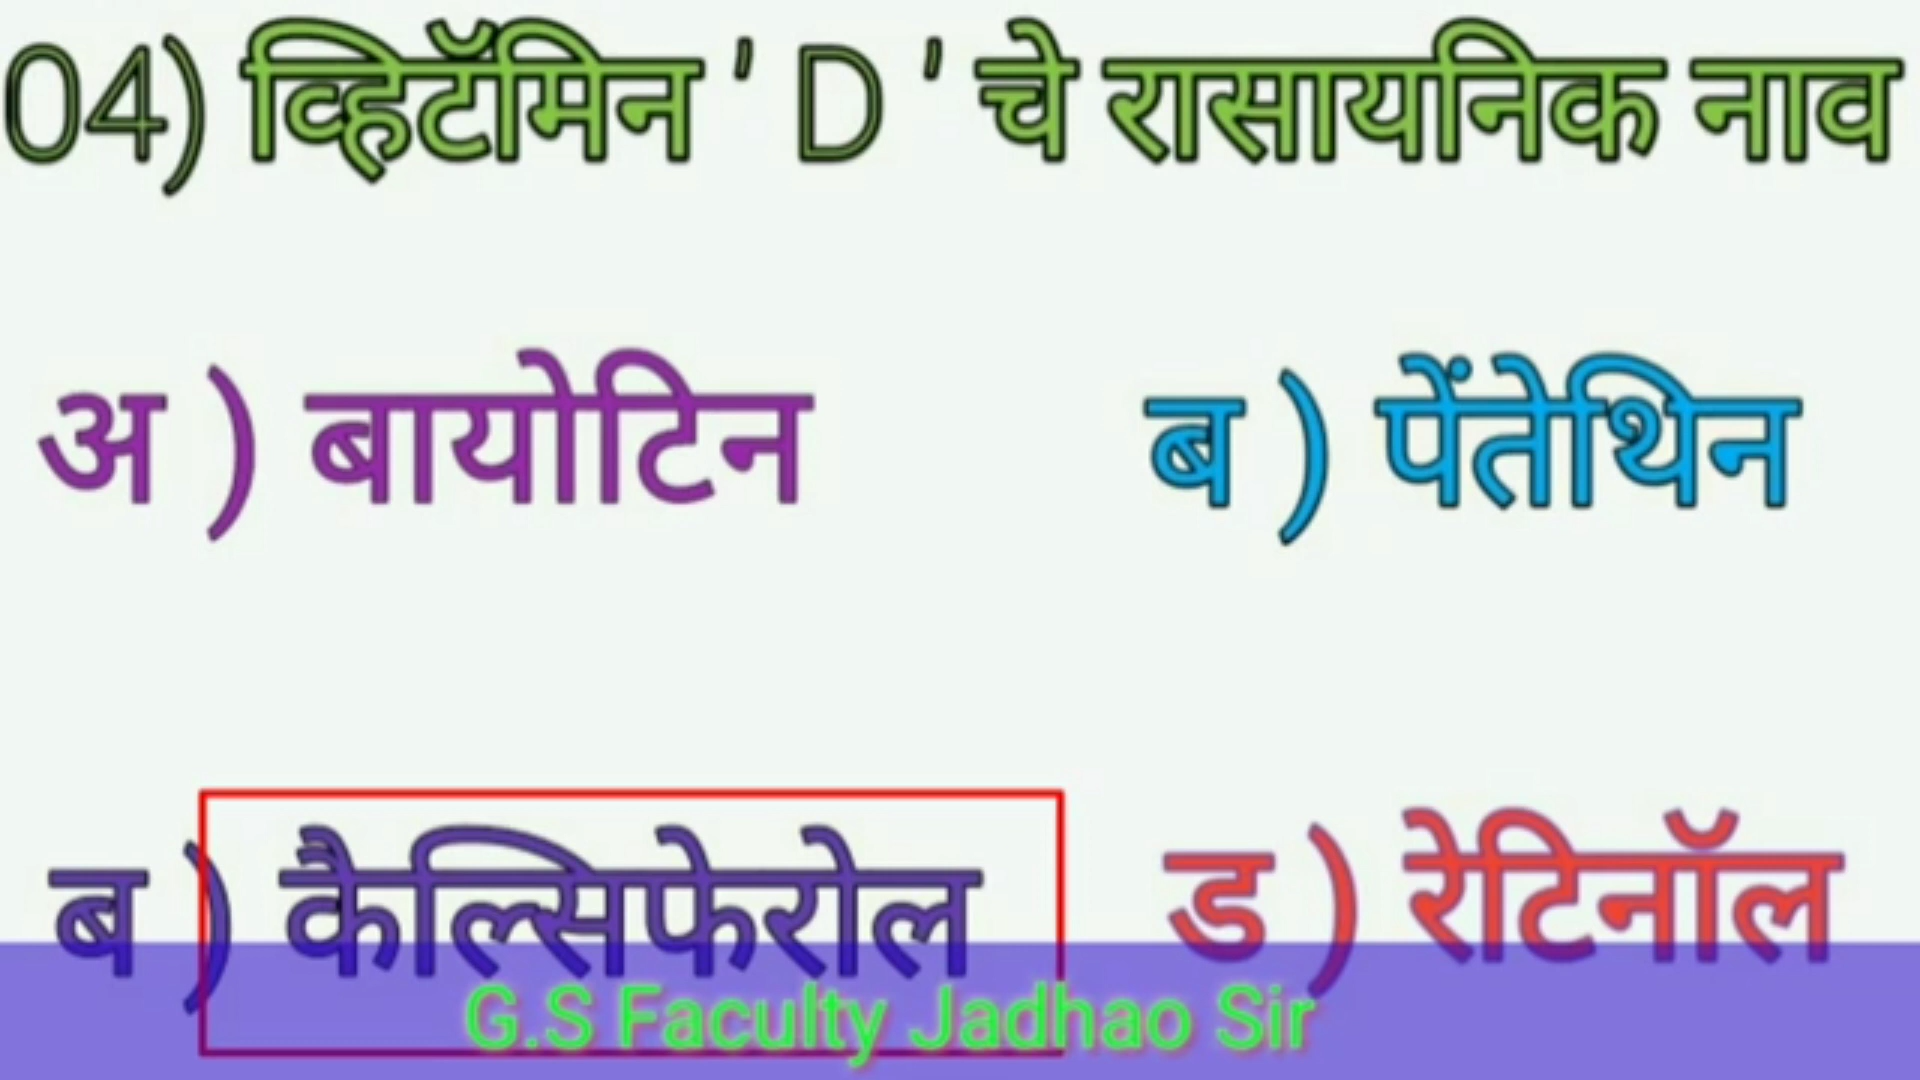 04) व्हिटॅमिन ' D ' चे रासायनिक नाव
अ ) बायोटिन
ब ) पेंतेथिन
ब ) कैल्सिफेरोल
ड ) रेटिनॉल
G.S Faculty Jadhao Sir